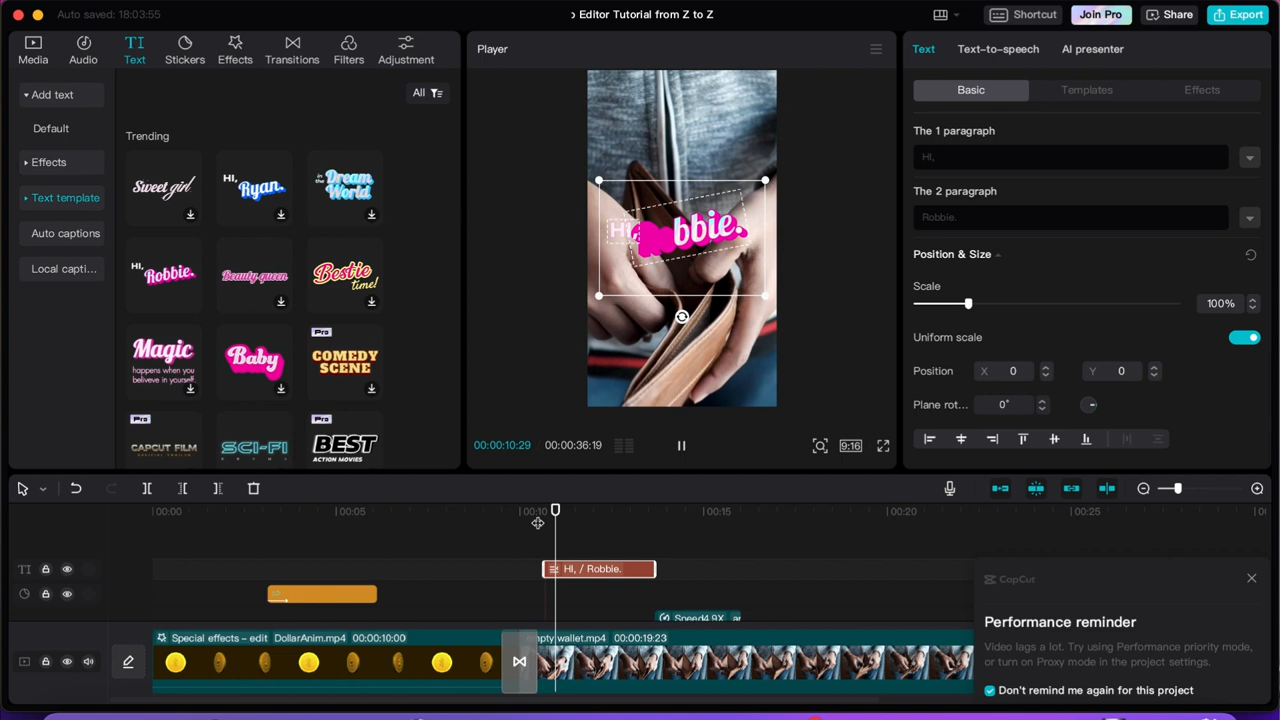 Auto saved: 18:03:55
Editor Tutorial from Z to Z
Shortcut
Join Pro
Share
Export
Media
Audio
TI
Text
Stickers
Effects
Transitions
Filters
Adjustment
Add text
Default
Effects
Text template
Auto captions
Local capti...
All
Trending
Sweet girl
HI, Ryan.
in the Dream World
HI, Robbie.
Beauty queen
Bestie time!
Magic
happens when you
believe in yourself.
Baby
Pro
COMEDY SCENE
Pro
CAPCUT FILM
SCI-FI
Pro
BEST
ACTION MOVIES
Player
Hi,
bbie.
00:00:10:29 / 00:00:36:19
9:16
Text
Text-to-speech
AI presenter
Basic
Templates
Effects
The 1 paragraph
HI,
The 2 paragraph
Robbie.
Position & Size
Scale
100%
Uniform scale
Position
X 0
Y 0
Plane rot...
0°
00:00
00:05
00:10
00:15
00:20
00:25
TI
HI, / Robbie.
Speed4.9X
Special effects – edit DollarAnim.mp4 00:00:10:00
empty wallet.mp4 00:00:19:23
CapCut
Performance reminder
Video lags a lot. Try using Performance priority mode,
or turn on Proxy mode in the project settings.
Don't remind me again for this project